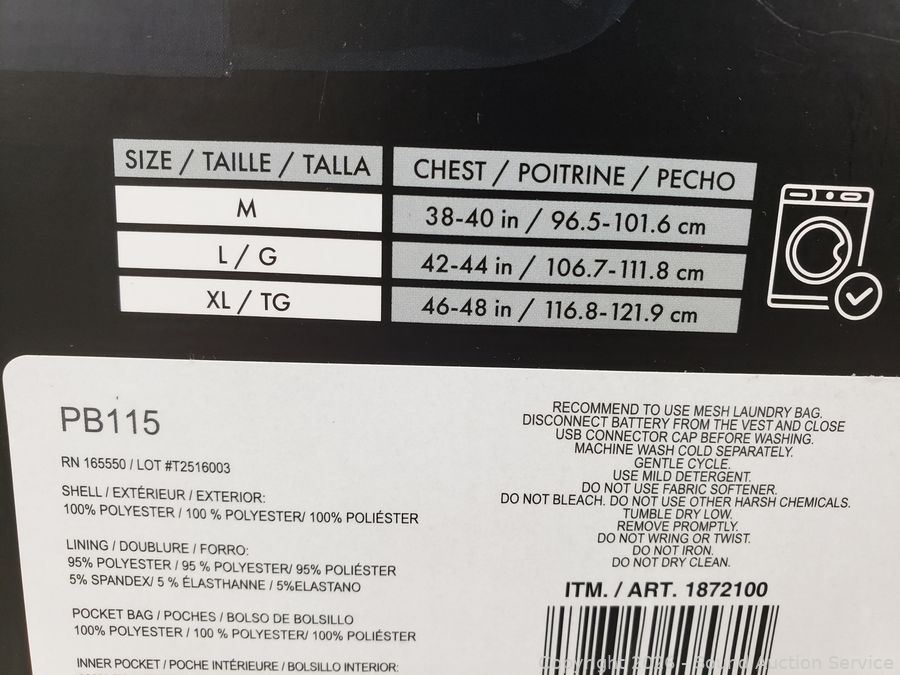 SIZE / TAILLE / TALLA CHEST / POITRINE / PECHO
M 38-40 in / 96.5-101.6 cm
L / G 42-44 in / 106.7-111.8 cm
XL / TG 46-48 in / 116.8-121.9 cm
PB115
RN 165550 / LOT #T2516003
SHELL / EXTÉRIEUR / EXTERIOR:
100% POLYESTER / 100 % POLYESTER/ 100% POLIÉSTER
LINING / DOUBLURE / FORRO:
95% POLYESTER / 95 % POLYESTER/ 95% POLIÉSTER
5% SPANDEX/ 5 % ÉLASTHANNE / 5%ELASTANO
POCKET BAG / POCHES / BOLSO DE BOLSILLO
100% POLYESTER / 100 % POLYESTER/ 100% POLIÉSTER
INNER POCKET / POCHE INTÉRIEURE / BOLSILLO INTERIOR:
RECOMMEND TO USE MESH LAUNDRY BAG.
DISCONNECT BATTERY FROM THE VEST AND CLOSE
USB CONNECTOR CAP BEFORE WASHING.
MACHINE WASH COLD SEPARATELY.
GENTLE CYCLE.
USE MILD DETERGENT.
DO NOT USE FABRIC SOFTENER.
DO NOT BLEACH. DO NOT USE OTHER HARSH CHEMICALS.
TUMBLE DRY LOW.
REMOVE PROMPTLY.
DO NOT WRING OR TWIST.
DO NOT IRON.
DO NOT DRY CLEAN.
ITM. / ART. 1872100
Copyright 2026 - Sound Auction Service